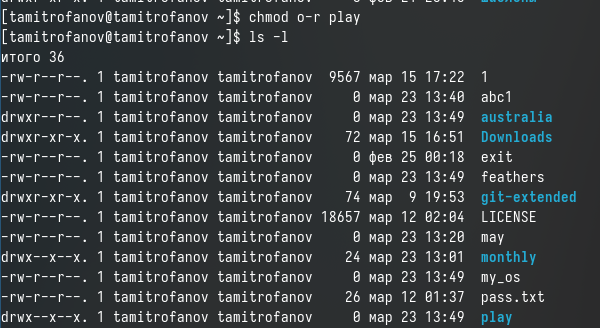 [tamitrofanov@tamitrofanov ~]$ chmod o-r play
[tamitrofanov@tamitrofanov ~]$ ls -l
итого 36
-rw-r--r--. 1 tamitrofanov tamitrofanov  9567 мар 15 17:22  1
-rw-r--r--. 1 tamitrofanov tamitrofanov     0 мар 23 13:40  abc1
drwxr--r--. 1 tamitrofanov tamitrofanov     0 мар 23 13:49  australia
drwxr-xr-x. 1 tamitrofanov tamitrofanov    72 мар 15 16:51  Downloads
-rw-r--r--. 1 tamitrofanov tamitrofanov     0 фев 25 00:18  exit
-rw-r--r--. 1 tamitrofanov tamitrofanov     0 мар 23 13:49  feathers
drwxr-xr-x. 1 tamitrofanov tamitrofanov    74 мар  9 19:53  git-extended
-rw-r--r--. 1 tamitrofanov tamitrofanov 18657 мар 12 02:04  LICENSE
-rw-r--r--. 1 tamitrofanov tamitrofanov     0 мар 23 13:20  may
drwx--x--x. 1 tamitrofanov tamitrofanov    24 мар 23 13:01  monthly
-rw-r--r--. 1 tamitrofanov tamitrofanov     0 мар 23 13:49  my_os
-rw-r--r--. 1 tamitrofanov tamitrofanov    26 мар 12 01:37  pass.txt
drwx--x--x. 1 tamitrofanov tamitrofanov     0 мар 23 13:49  play